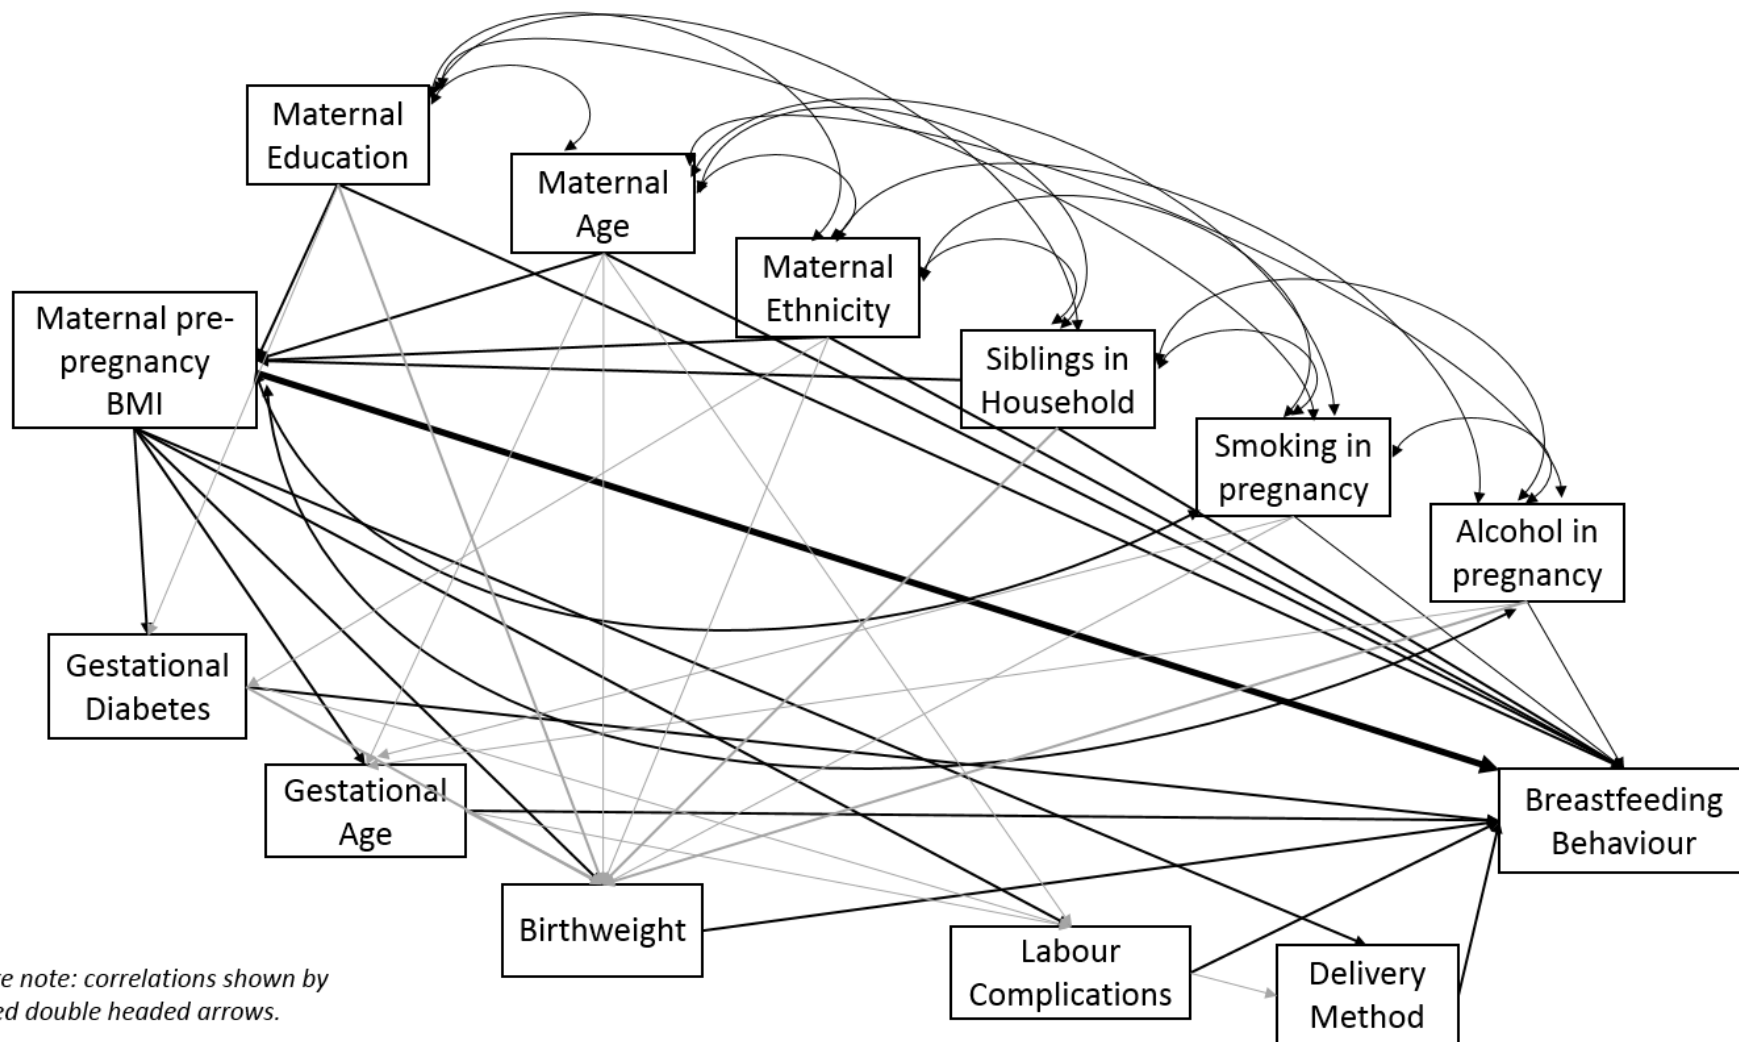 Maternal
Education
Maternal
Age
Maternal
Ethnicity
Maternal pre-
pregnancy
BMI
Siblings in
Household
Smoking in
pregnancy
Alcohol in
pregnancy
Gestational
Diabetes
Gestational
Age
Breastfeeding
Behaviour
Birthweight
Labour
Complications
Delivery
Method
note: correlations shown by
double headed arrows.